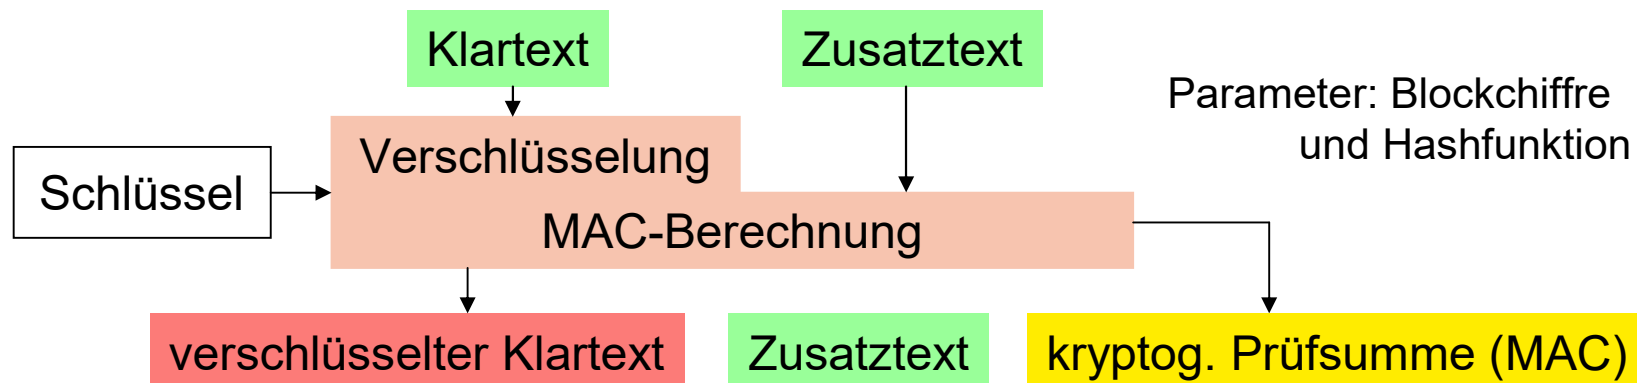 Klartext
Zusatztext
Parameter: Blockchiffre
und Hashfunktion
Verschlüsselung
Schlüssel
MAC-Berechnung
verschlüsselter Klartext
Zusatztext
kryptog. Prüfsumme (MAC)